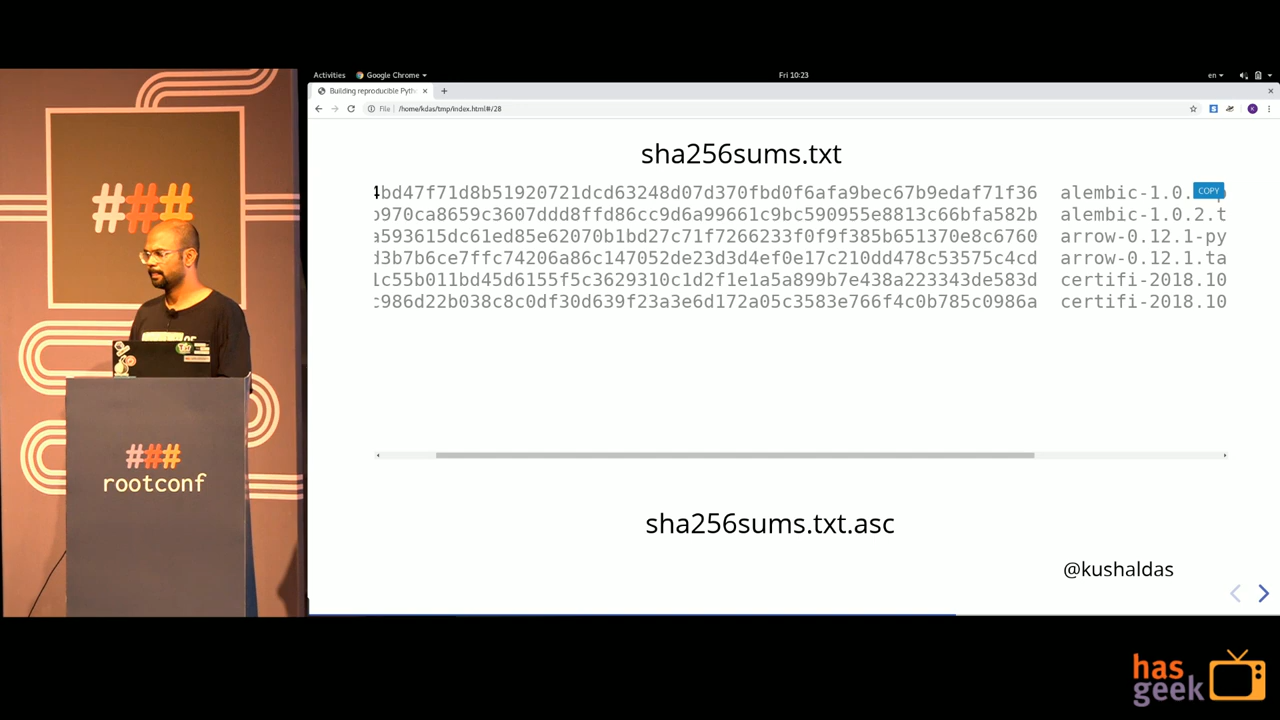 Activities
Google Chrome
Fri 10:23
en
Building reproducible Pyth
File
/home/kdas/tmp/index.html#/28
sha256sums.txt
bd47f71d8b51920721dcd63248d07d370fbd0f6afa9bec67b9edaf71f36 alembic-1.0.
COPY
970ca8659c3607ddd8ffd86cc9d6a99661c9bc590955e8813c66bfa582b alembic-1.0.2.t
a593615dc61ed85e62070b1bd27c71f7266233f0f9f385b651370e8c6760 arrow-0.12.1-py
d3b7b6ce7ffc74206a86c147052de23d3d4ef0e17c210dd478c53575c4cd arrow-0.12.1.ta
1c55b011bd45d6155f5c3629310c1d2f1e1a5a899b7e438a223343de583d certifi-2018.10
c986d22b038c8c0df30d639f23a3e6d172a05c3583e766f4c0b785c0986a certifi-2018.10
sha256sums.txt.asc
@kushaldas
###
###
rootconf
has
geek